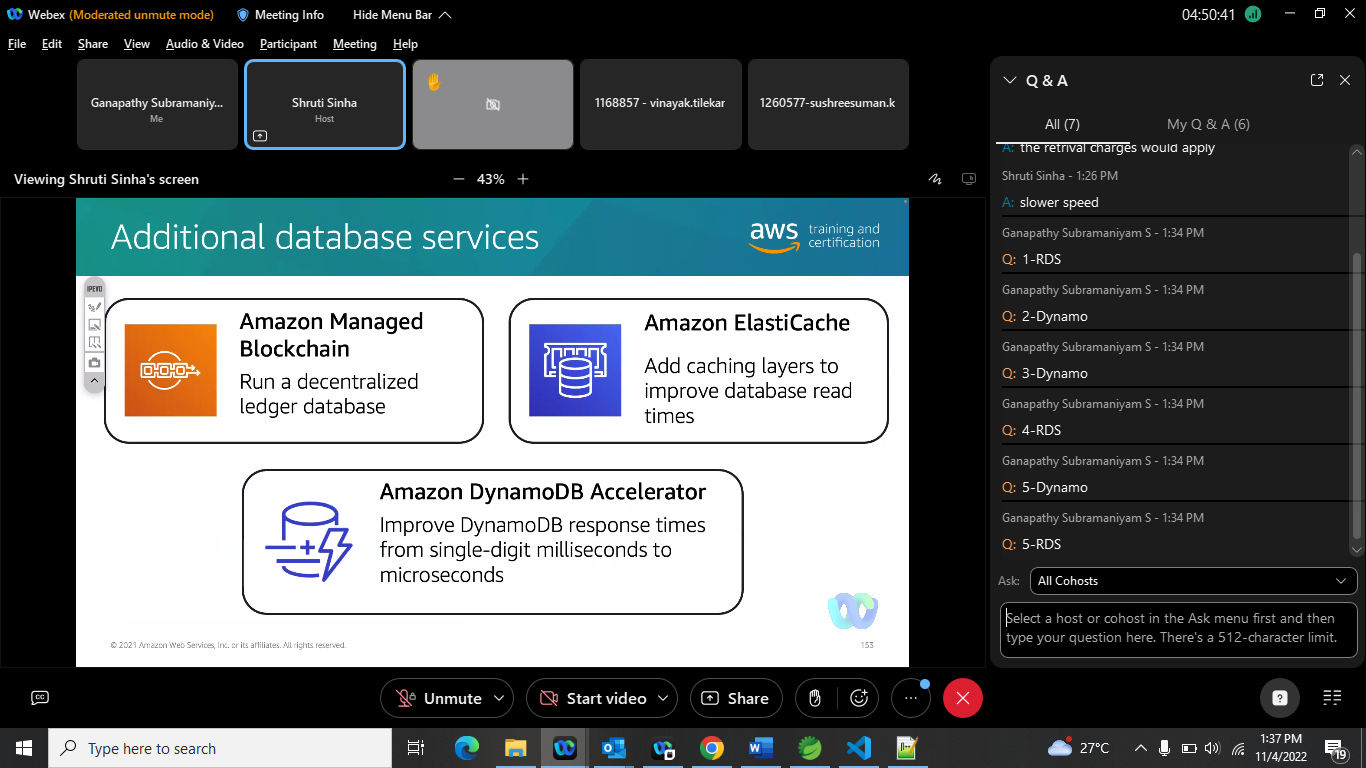 Webex (Moderated unmute mode)
Meeting Info
Hide Menu Bar
04:50:41
File Edit Share View Audio & Video Participant Meeting Help
Ganapathy Subramaniy...
Me
Shruti Sinha
Host
1168857 - vinayak.tilekar
1260577-sushreesuman.k
Viewing Shruti Sinha's screen
43%
Additional database services
aws training and
certification
IPEVO
Amazon Managed
Blockchain
Run a decentralized
ledger database
Amazon ElastiCache
Add caching layers to
improve database read
times
Amazon DynamoDB Accelerator
Improve DynamoDB response times
from single-digit milliseconds to
microseconds
© 2021 Amazon Web Services, Inc. or its affiliates. All rights reserved.
153
Q & A
All (7)
My Q & A (6)
A: the retrival charges would apply
Shruti Sinha - 1:26 PM
A: slower speed
Ganapathy Subramaniyam S - 1:34 PM
Q: 1-RDS
Ganapathy Subramaniyam S - 1:34 PM
Q: 2-Dynamo
Ganapathy Subramaniyam S - 1:34 PM
Q: 3-Dynamo
Ganapathy Subramaniyam S - 1:34 PM
Q: 4-RDS
Ganapathy Subramaniyam S - 1:34 PM
Q: 5-Dynamo
Ganapathy Subramaniyam S - 1:34 PM
Q: 5-RDS
Ask: All Cohosts
Select a host or cohost in the Ask menu first and then
type your question here. There's a 512-character limit.
CC
Unmute
Start video
Share
Type here to search
27°C
1:37 PM
11/4/2022
19